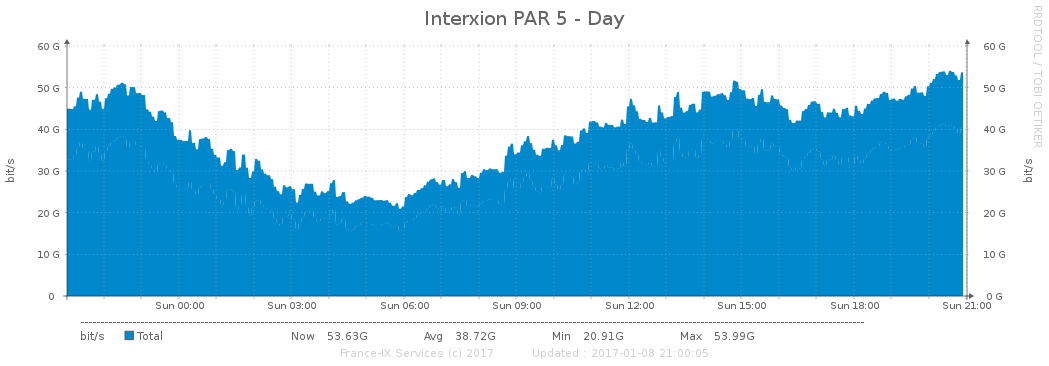 Interxion PAR 5 - Day
RRDTOOL / TOBI OETIKER
60 G 60 G
50 G 50 G
40 G 40 G
30 G 30 G
20 G 20 G
10 G 10 G
0 0 G
bit/s
bit/s
Sun 00:00 Sun 03:00 Sun 06:00 Sun 09:00 Sun 12:00 Sun 15:00 Sun 18:00 Sun 21:00
bit/s Total Now 53.63G Avg 38.72G Min 20.91G Max 53.99G
France-IX Services (c) 2017 Updated : 2017-01-08 21:00:05